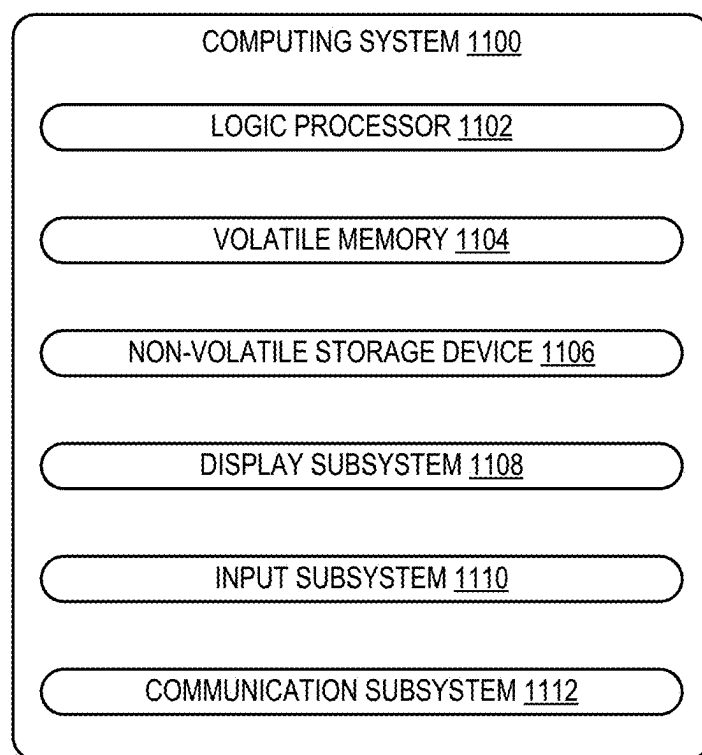 COMPUTING SYSTEM 1100
LOGIC PROCESSOR 1102
VOLATILE MEMORY 1104
NON-VOLATILE STORAGE DEVICE 1106
DISPLAY SUBSYSTEM 1108
INPUT SUBSYSTEM 1110
COMMUNICATION SUBSYSTEM 1112